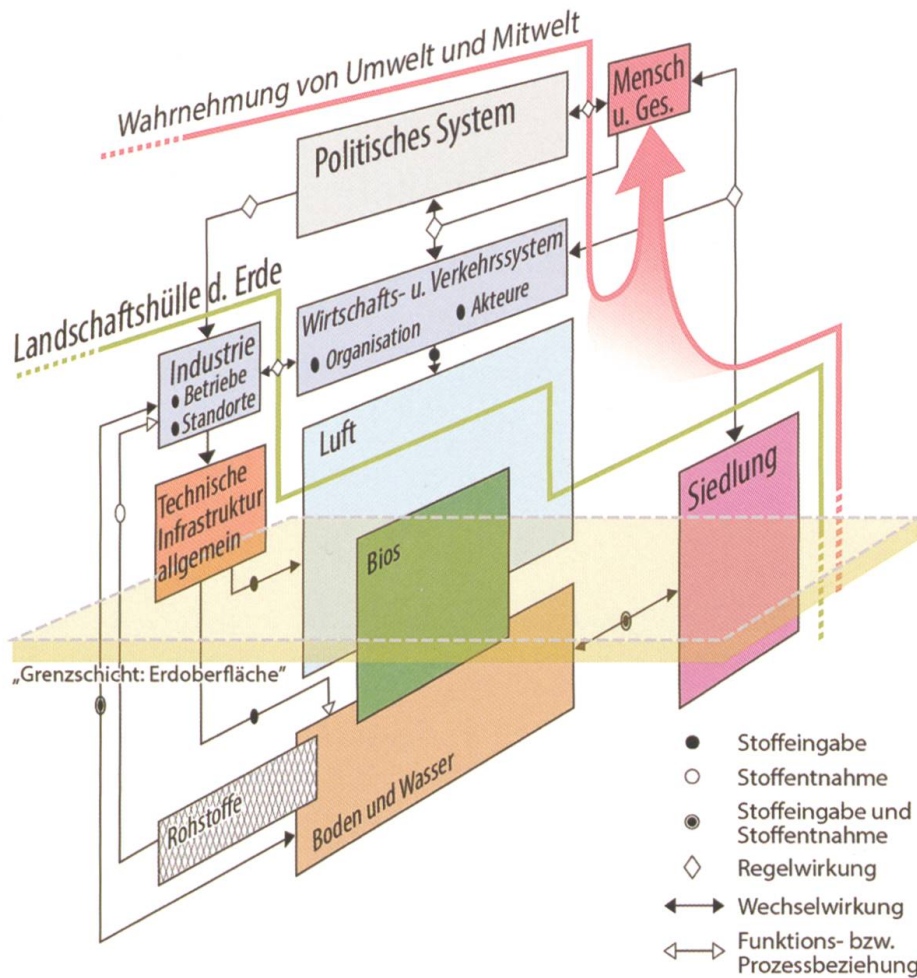 Wahrnehmung von Umwelt und Mitwelt
Mensch
u. Ges.
Politisches System
Landschaftshülle d. Erde
Wirtschafts- u. Verkehrssystem
Organisation
Akteure
Industrie
Betriebe
Standorte
Luft
Technische
Infrastruktur
allgemein
Siedlung
Bios
„Grenzschicht: Erdoberfläche"
Rohstoffe
Boden und Wasser
Stoffeingabe
Stoffentnahme
Stoffeingabe und
Stoffentnahme
Regelwirkung
Wechselwirkung
Funktions- bzw.
Prozessbeziehung